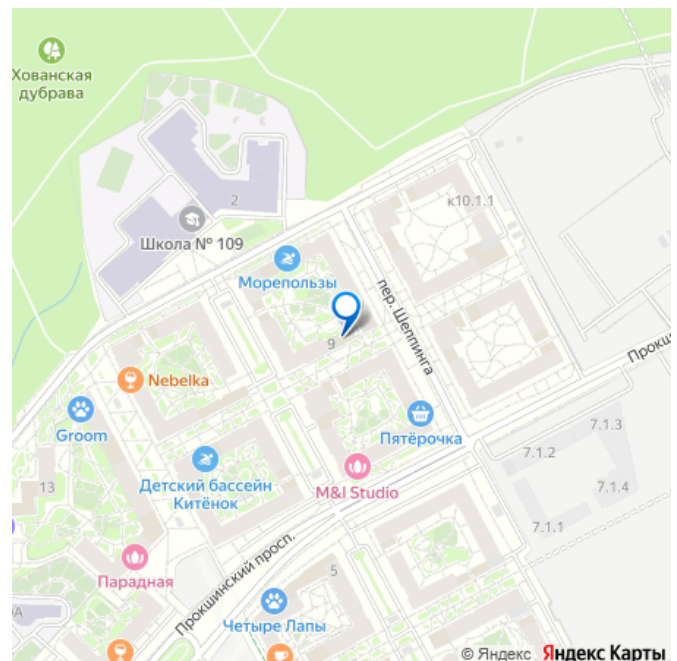 Хованская
дубрава
2
к10.1.1
Школа № 109
Морепользы
пер. Шеппинга
9
Nebelka
Groom
Пятёрочка
7.1.3
7.1.2
Детский бассейн
Китёнок
M&I Studio
7.1.4
13
7.1.1
Прокшинский просп.
Парадная
5
Четыре Лапы
© Яндекс Яндекс Карты